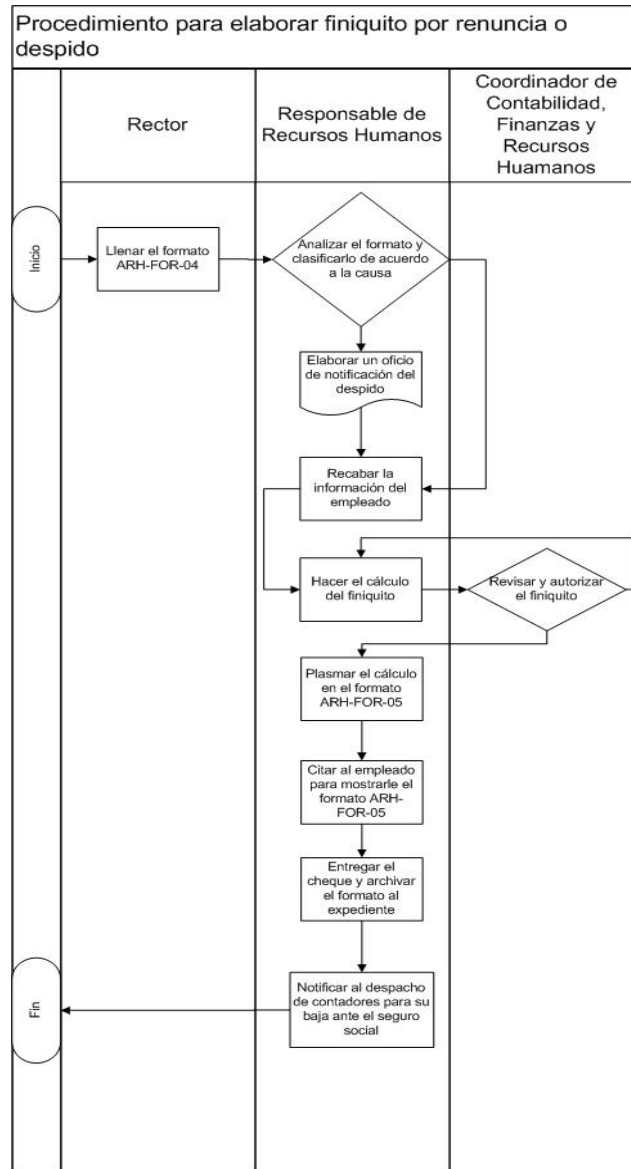 Procedimiento para elaborar finiquito por renuncia o
despido
Rector
Responsable de
Recursos Humanos
Coordinador de
Contabilidad,
Finanzas y
Recursos
Huamanos
Inicio
Llenar el formato
ARH-FOR-04
Analizar el formato y
clasificarlo de acuerdo
a la causa
Elaborar un oficio
de notificación del
despido
Recabar la
información del
empleado
Hacer el cálculo
del finiquito
Revisar y autorizar
el finiquito
Plasmar el cálculo
en el formato
ARH-FOR-05
Citar al empleado
para mostrarle el
formato ARH-
FOR-05
Entregar el
cheque y archivar
el formato al
expediente
Notificar al despacho
de contadores para su
baja ante el seguro
social
Fin